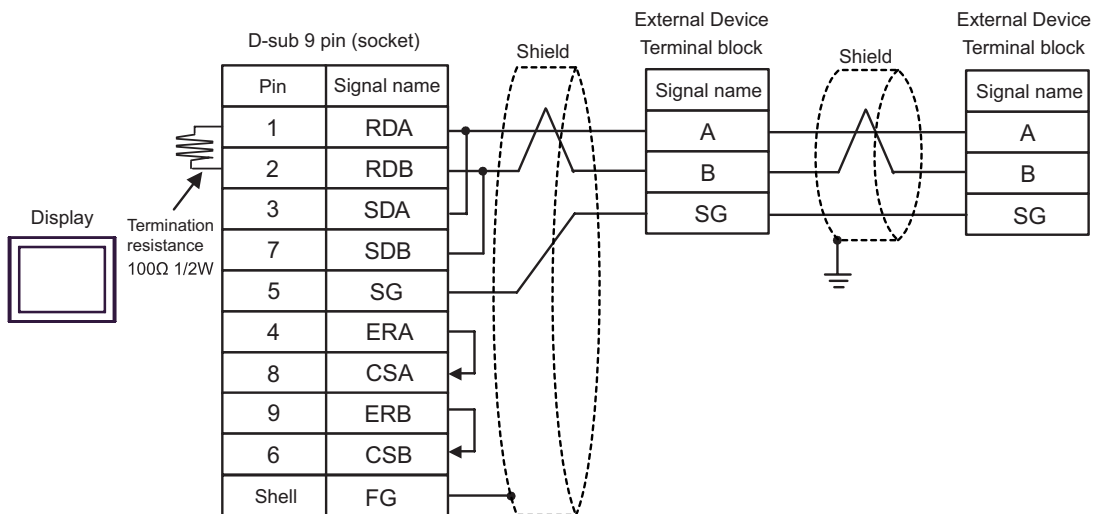 D-sub 9 pin (socket)
Shield
External Device
Terminal block
Shield
External Device
Terminal block
Pin Signal name
1 RDA
2 RDB
3 SDA
7 SDB
5 SG
4 ERA
8 CSA
9 ERB
6 CSB
Shell FG
Display
Termination
resistance
100Ω 1/2W
Signal name
A
B
SG
Signal name
A
B
SG